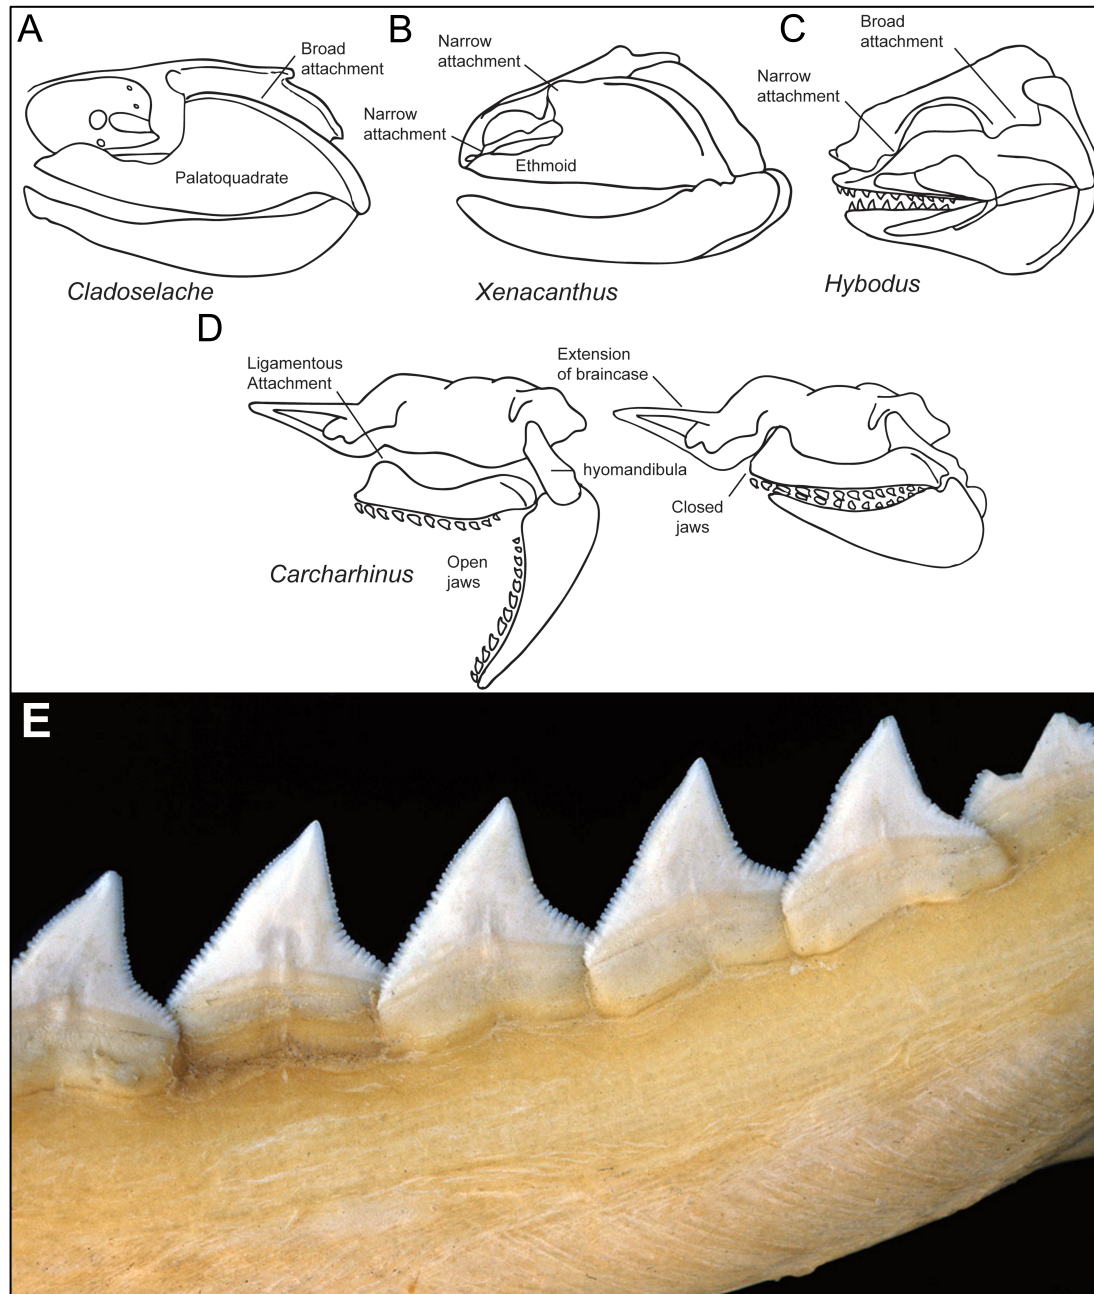 A
Broad
attachment
Palatoquadrate
Cladoselache
B
Narrow
attachment
Narrow
attachment
Ethmoid
Xenacanthus
C
Broad
attachment
Narrow
attachment
Hybodus
D
Ligamentous
Attachment
hyomandibula
Open
jaws
Carcharhinus
Extension
of braincase
Closed
jaws
E